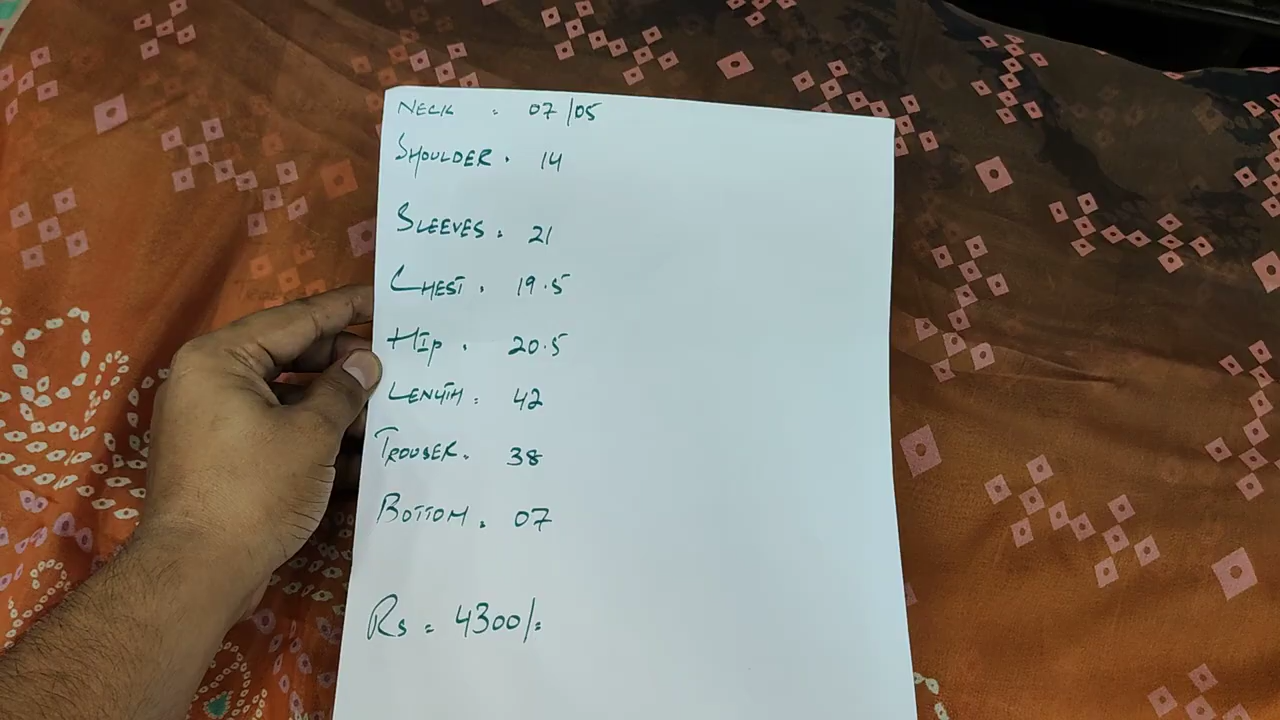 NECK = 07/05
SHOULDER = 14
SLEEVES = 21
CHEST = 19.5
HIP = 20.5
LENGTH = 42
TROUSER = 38
BOTTOM = 07
Rs = 4300/=